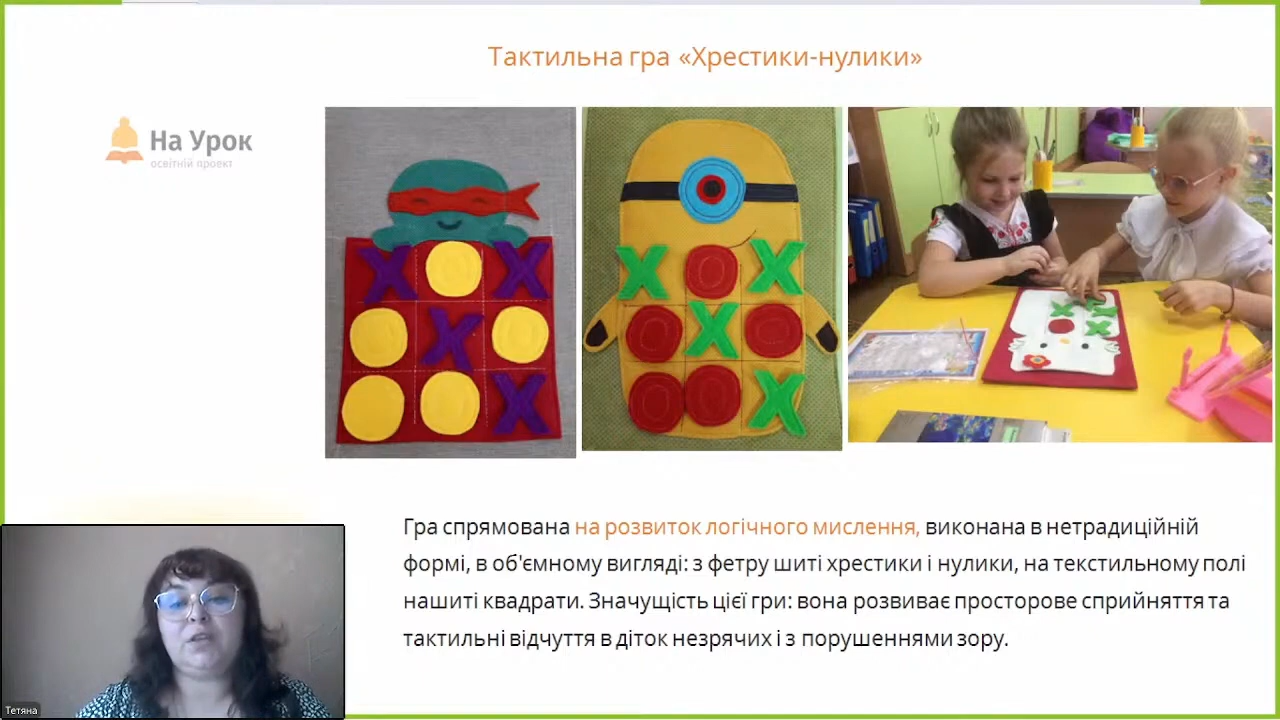 Тактильна гра «Хрестики-нулики»
На Урок
освітній проект
Гра спрямована на розвиток логічного мислення, виконана в нетрадиційній
формі, в об'ємному вигляді: з фетру шиті хрестики і нулики, на текстильному полі
нашиті квадрати. Значущість цієї гри: вона розвиває просторове сприйняття та
тактильні відчуття в діток незрячих і з порушеннями зору.
Тетяна